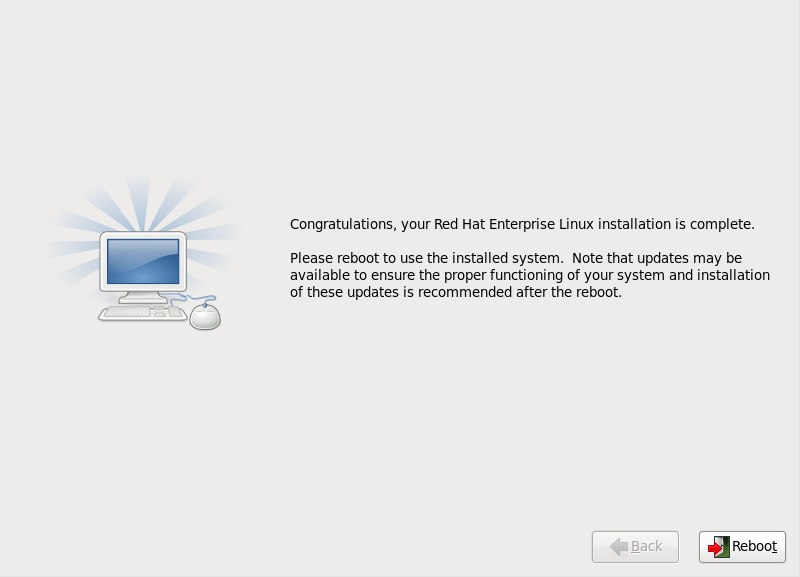 Congratulations, your Red Hat Enterprise Linux installation is complete.
Please reboot to use the installed system.  Note that updates may be
available to ensure the proper functioning of your system and installation
of these updates is recommended after the reboot.
Back
Reboot